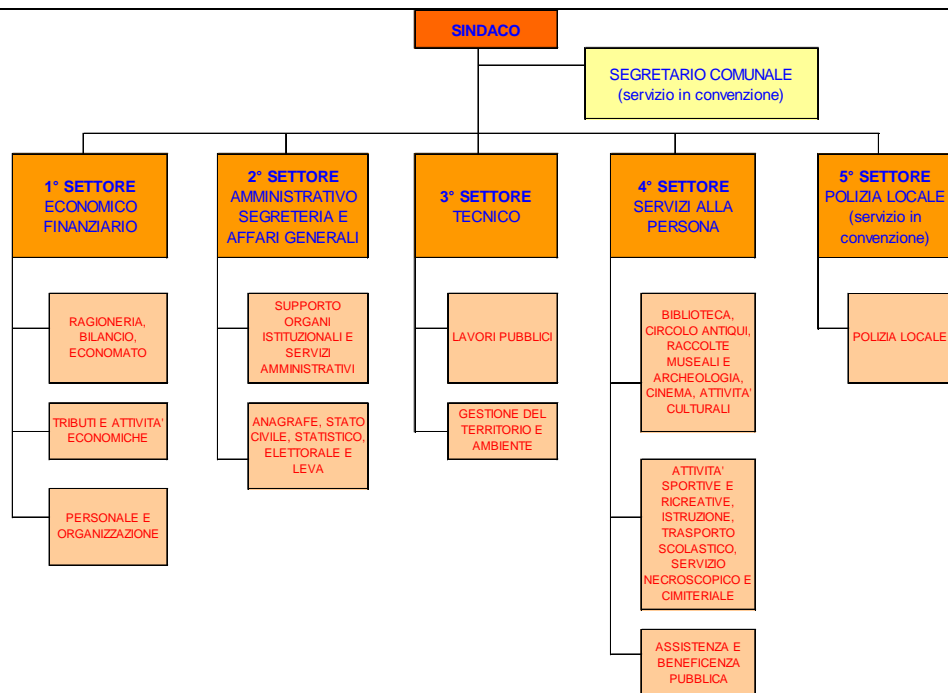 SINDACO
SEGRETARIO COMUNALE
(servizio in convenzione)
1° SETTORE
ECONOMICO
FINANZIARIO
2° SETTORE
AMMINISTRATIVO
SEGRETERIA E
AFFARI GENERALI
3° SETTORE
TECNICO
4° SETTORE
SERVIZI ALLA
PERSONA
5° SETTORE
POLIZIA LOCALE
(servizio in
convenzione)
RAGIONERIA,
BILANCIO,
ECONOMATO
TRIBUTI E ATTIVITA'
ECONOMICHE
PERSONALE E
ORGANIZZAZIONE
SUPPORTO
ORGANI
ISTITUZIONALI E
SERVIZI
AMMINISTRATIVI
ANAGRAFE, STATO
CIVILE, STATISTICO,
ELETTORALE E
LEVA
LAVORI PUBBLICI
GESTIONE DEL
TERRITORIO E
AMBIENTE
BIBLIOTECA,
CIRCOLO ANTIQUI,
RACCOLTE
MUSEALI E
ARCHEOLOGIA,
CINEMA, ATTIVITA'
CULTURALI
ATTIVITA'
SPORTIVE E
RICREATIVE,
ISTRUZIONE,
TRASPORTO
SCOLASTICO,
SERVIZIO
NECROSCOPICO E
CIMITERIALE
ASSISTENZA E
BENEFICENZA
PUBBLICA
POLIZIA LOCALE